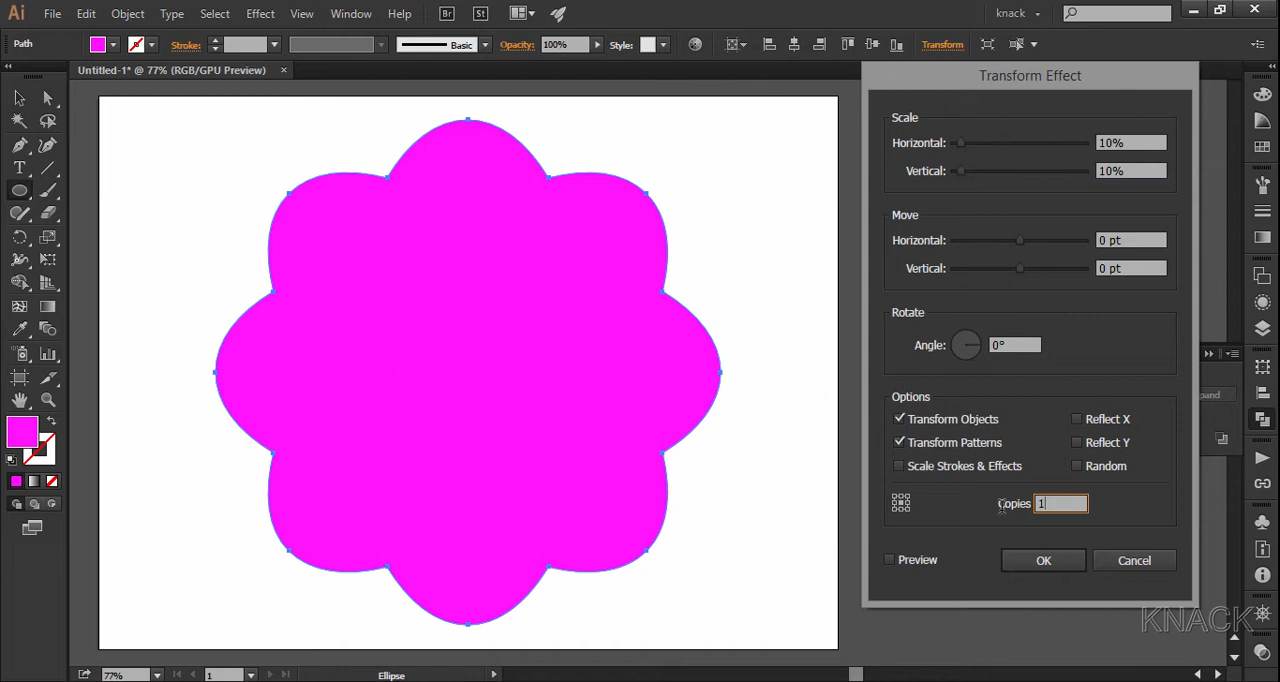 Ai File Edit Object Type Select Effect View Window Help Br St knack
Path Stroke: Basic Opacity: 100% Style: Transform
Untitled-1* @ 77% (RGB/GPU Preview) ×
Transform Effect
Scale
Horizontal: 10%
Vertical: 10%
Move
Horizontal: 0 pt
Vertical: 0 pt
Rotate
Angle: 0°
Options
Transform Objects Reflect X
Transform Patterns Reflect Y
Scale Strokes & Effects Random
Copies 1
Preview OK Cancel
pand
KNACK
77% 1 Ellipse